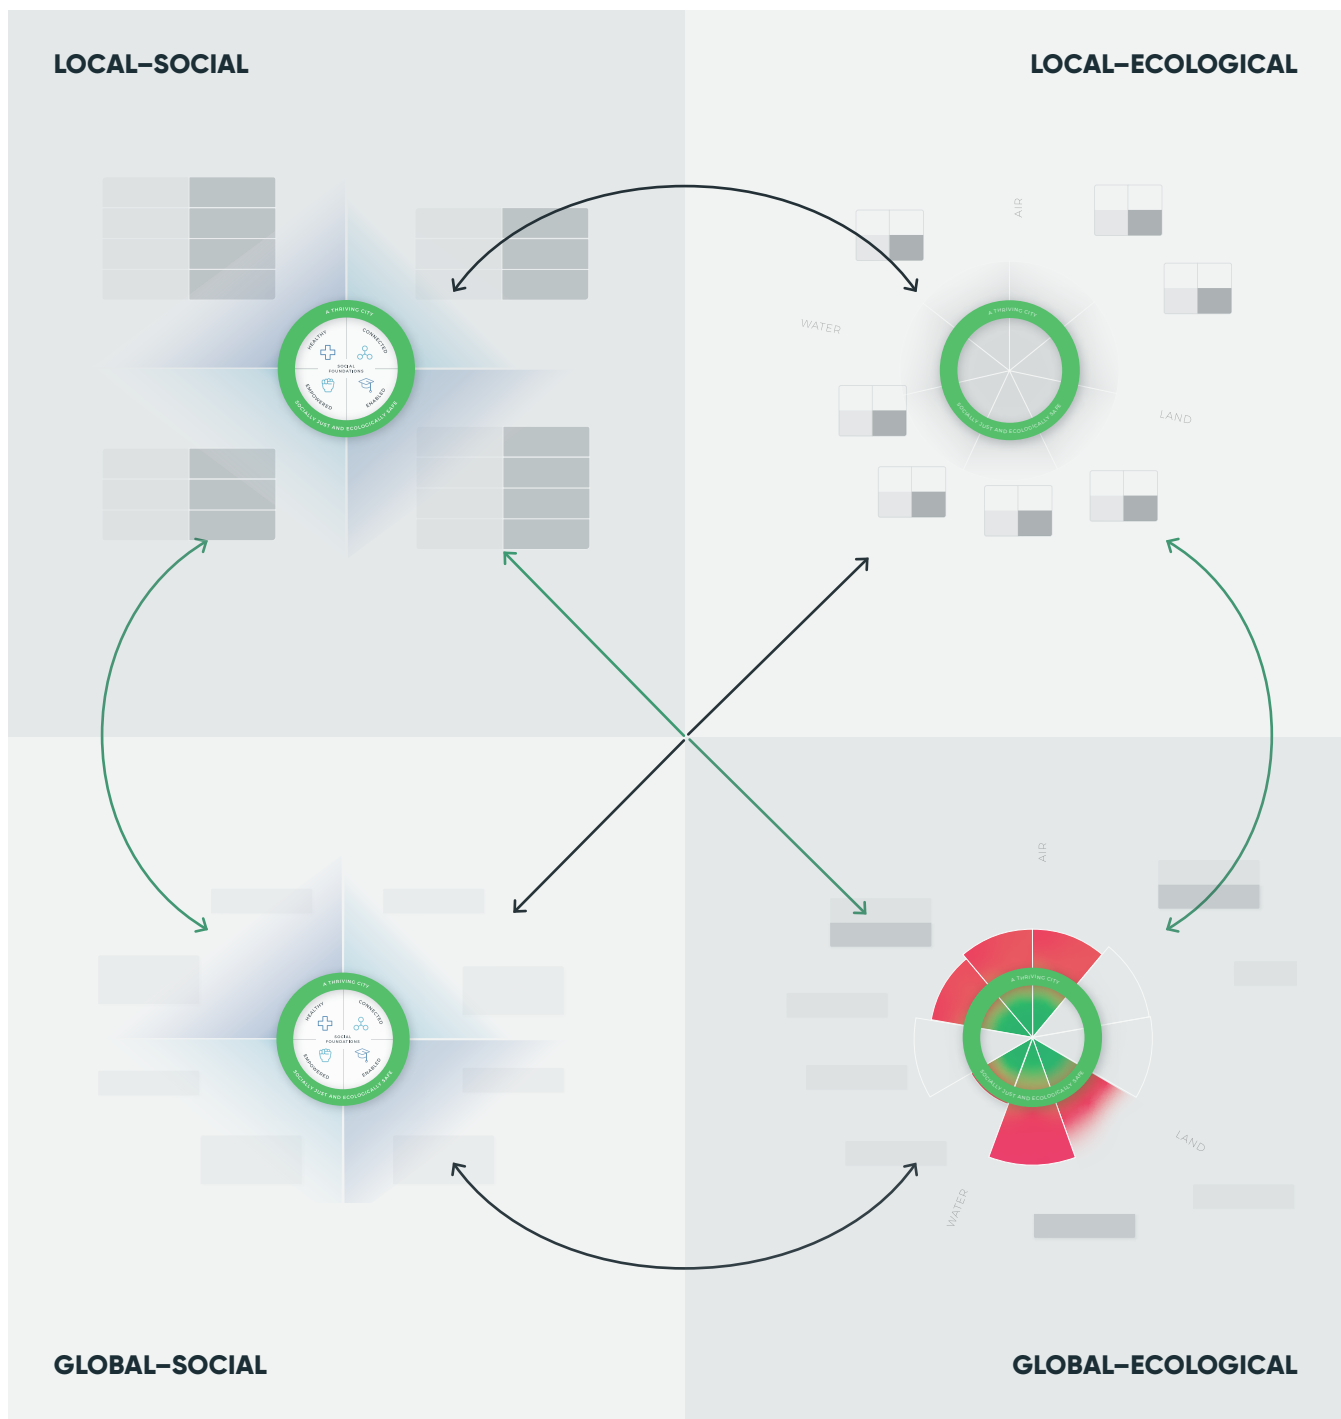 LOCAL–SOCIAL
LOCAL–ECOLOGICAL
A THRIVING CITY
HEALTHY
CONNECTED
SOCIAL
FOUNDATIONS
EMPOWERED
ENABLED
SOCIALLY JUST AND ECOLOGICALLY SAFE
AIR
WATER
A THRIVING CITY
LAND
SOCIALLY JUST AND ECOLOGICALLY SAFE
A THRIVING CITY
HEALTHY
CONNECTED
SOCIAL
FOUNDATIONS
EMPOWERED
ENABLED
SOCIALLY JUST AND ECOLOGICALLY SAFE
AIR
A THRIVING CITY
SOCIALLY JUST AND ECOLOGICALLY SAFE
LAND
WATER
GLOBAL–SOCIAL
GLOBAL–ECOLOGICAL